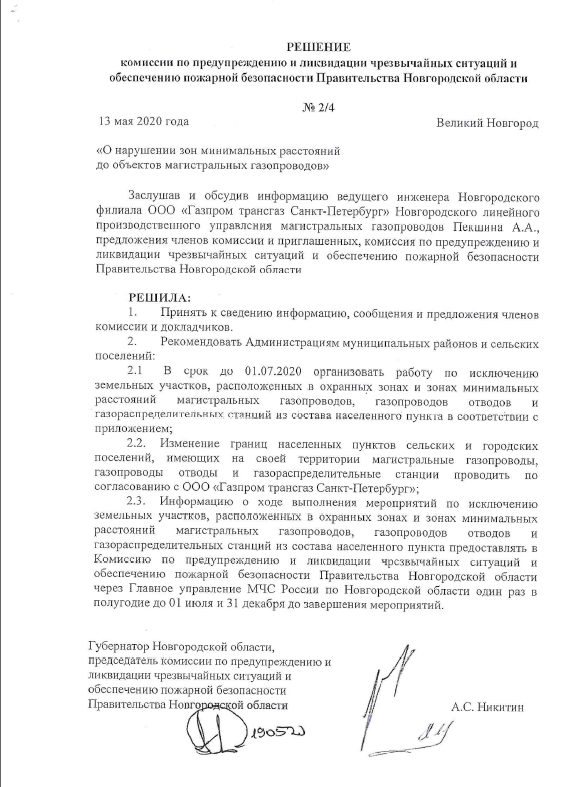 РЕШЕНИЕ
комиссии по предупреждению и ликвидации чрезвычайных ситуаций и
обеспечению пожарной безопасности Правительства Новгородской области
№ 2/4
13 мая 2020 года
Великий Новгород
«О нарушении зон минимальных расстояний
до объектов магистральных газопроводов»
Заслушав и обсудив информацию ведущего инженера Новгородского
филиала ООО «Газпром трансгаз Санкт-Петербург» Новгородского линейного
производственного управления магистральных газопроводов Пекшина А.А.,
предложения членов комиссии и приглашенных, комиссия по предупреждению и
ликвидации чрезвычайных ситуаций и обеспечению пожарной безопасности
Правительства Новгородской области
РЕШИЛА:
1. Принять к сведению информацию, сообщения и предложения членов
комиссии и докладчиков.
2. Рекомендовать Администрациям муниципальных районов и сельских
поселений:
2.1 В срок до 01.07.2020 организовать работу по исключению
земельных участков, расположенных в охранных зонах и зонах минимальных
расстояний магистральных газопроводов, газопроводов отводов и
газораспределительных станций из состава населенного пункта в соответствии с
приложением;
2.2. Изменение границ населенных пунктов сельских и городских
поселений, имеющих на своей территории магистральные газопроводы,
газопроводы отводы и газораспределительные станции проводить по
согласованию с ООО «Газпром трансгаз Санкт-Петербург»;
2.3. Информацию о ходе выполнения мероприятий по исключению
земельных участков, расположенных в охранных зонах и зонах минимальных
расстояний магистральных газопроводов, газопроводов отводов и
газораспределительных станций из состава населенного пункта предоставлять в
Комиссию по предупреждению и ликвидации чрезвычайных ситуаций и
обеспечению пожарной безопасности Правительства Новгородской области
через Главное управление МЧС России по Новгородской области один раз в
полугодие до 01 июля и 31 декабря до завершения мероприятий.
Губернатор Новгородской области,
председатель комиссии по предупреждению и
ликвидации чрезвычайных ситуаций и
обеспечению пожарной безопасности
Правительства Новгородской области
А.С. Никитин
190520